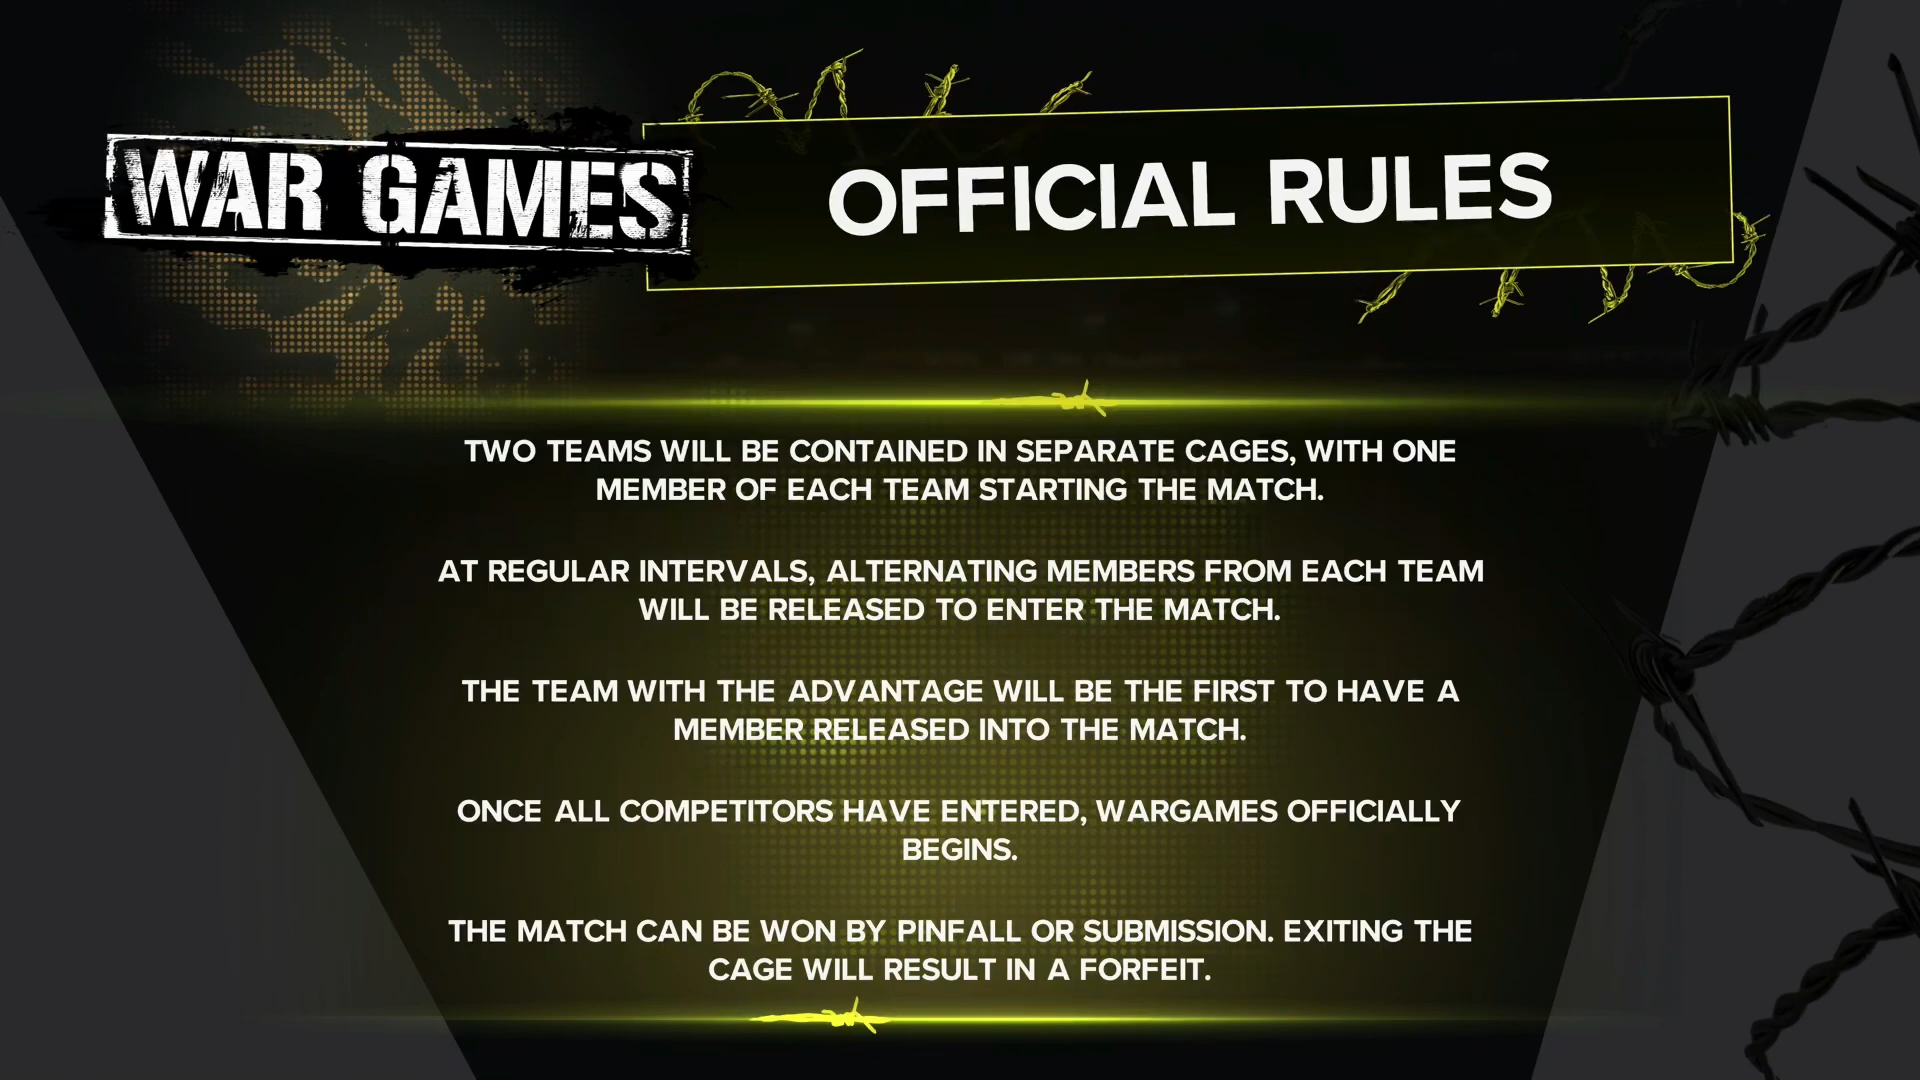 WAR GAMES
OFFICIAL RULES
TWO TEAMS WILL BE CONTAINED IN SEPARATE CAGES, WITH ONE
MEMBER OF EACH TEAM STARTING THE MATCH.
AT REGULAR INTERVALS, ALTERNATING MEMBERS FROM EACH TEAM
WILL BE RELEASED TO ENTER THE MATCH.
THE TEAM WITH THE ADVANTAGE WILL BE THE FIRST TO HAVE A
MEMBER RELEASED INTO THE MATCH.
ONCE ALL COMPETITORS HAVE ENTERED, WARGAMES OFFICIALLY
BEGINS.
THE MATCH CAN BE WON BY PINFALL OR SUBMISSION. EXITING THE
CAGE WILL RESULT IN A FORFEIT.